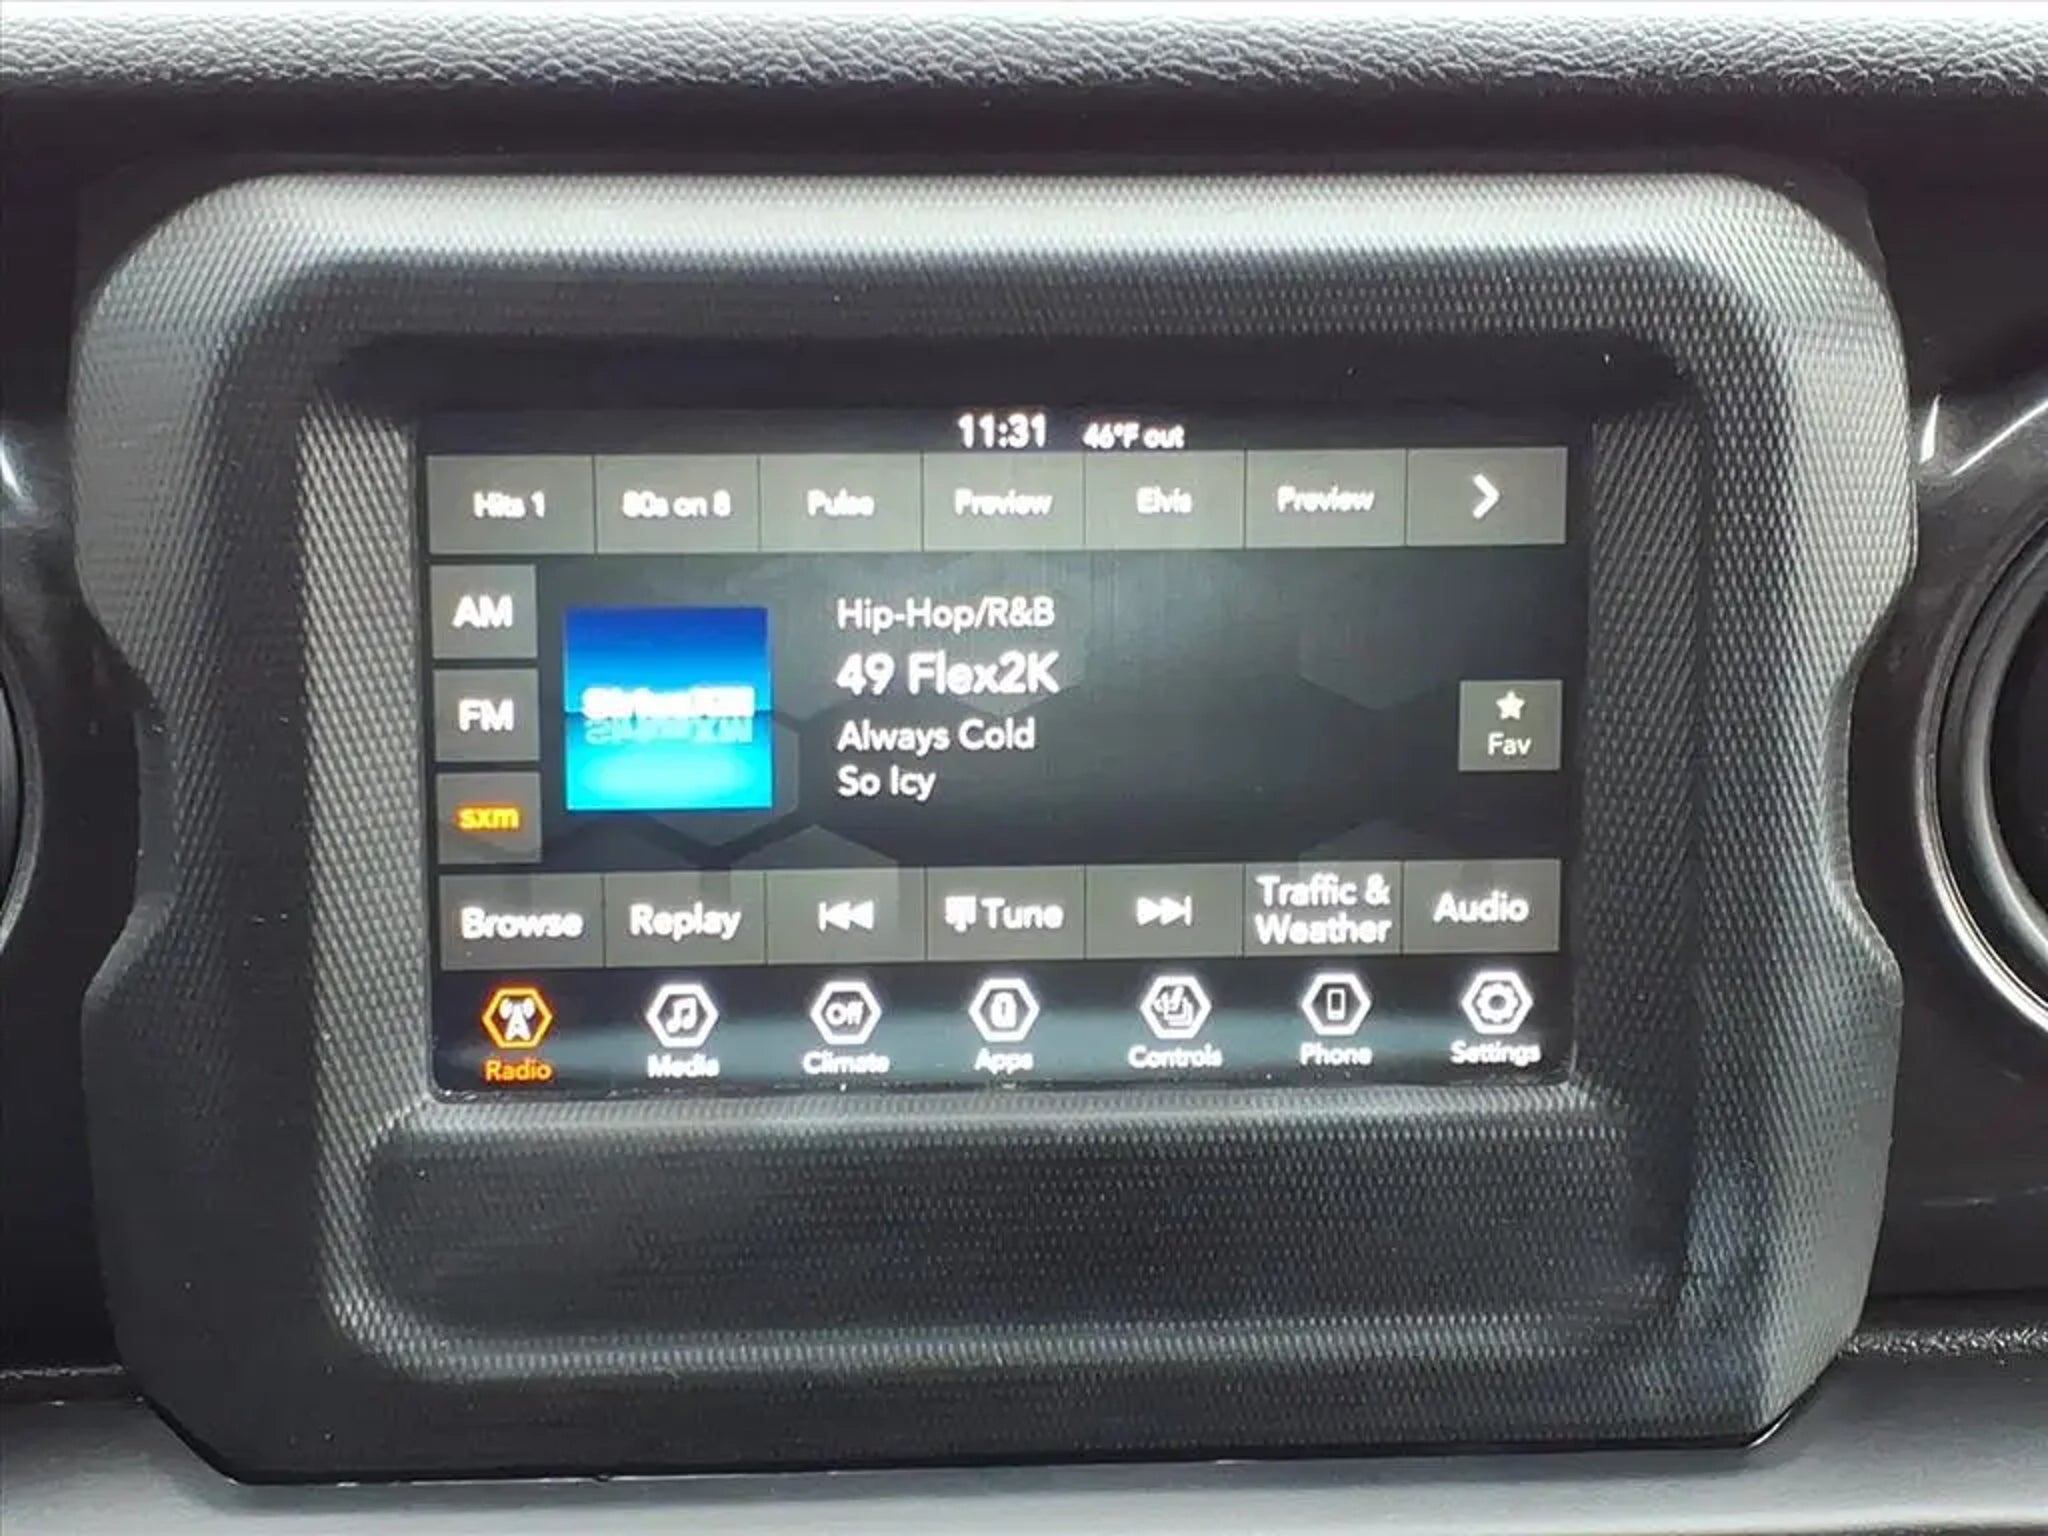 11:31 46°F out
Hits 1 80s on 8 Pulse Preview Elvis Preview
AM
FM
sxm
SiriusXM
Hip-Hop/R&B
49 Flex2K
Always Cold
So Icy
Fav
Browse Replay Tune Traffic & Weather Audio
Off
Radio Media Climate Apps Controls Phone Settings